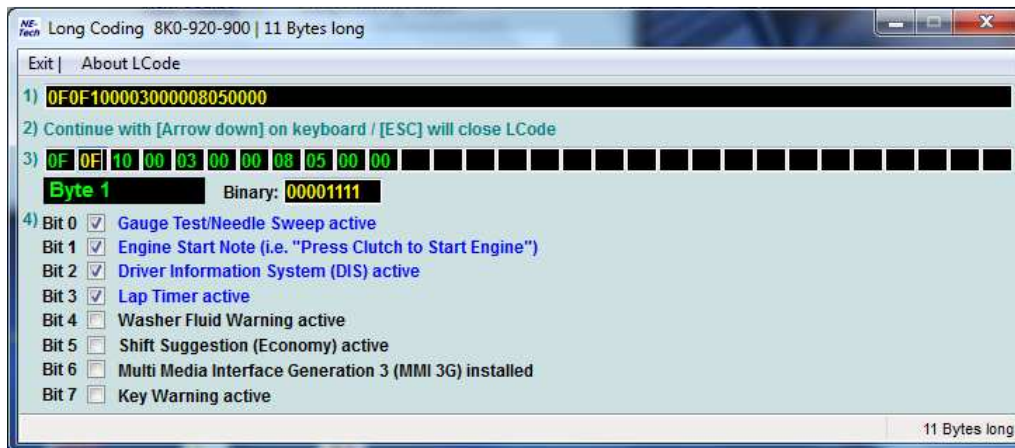 NE-Tech Long Coding 8K0-920-900 | 11 Bytes long
Exit | About LCode
1) 0F0F100003000008050000
2) Continue with [Arrow down] on keyboard / [ESC] will close LCode
3) 0F 0F 10 00 03 00 00 08 05 00 00
Byte 1 Binary: 00001111
4) Bit 0 Gauge Test/Needle Sweep active
Bit 1 Engine Start Note (i.e. "Press Clutch to Start Engine")
Bit 2 Driver Information System (DIS) active
Bit 3 Lap Timer active
Bit 4 Washer Fluid Warning active
Bit 5 Shift Suggestion (Economy) active
Bit 6 Multi Media Interface Generation 3 (MMI 3G) installed
Bit 7 Key Warning active
11 Bytes long